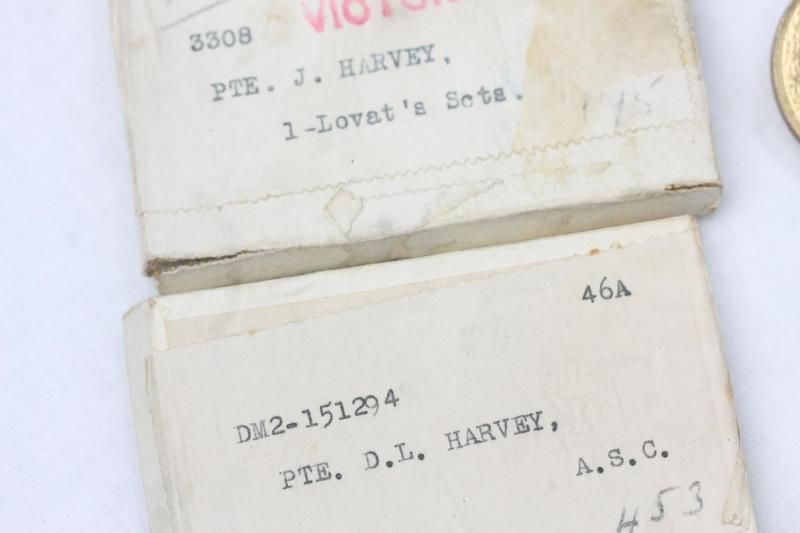 3308
PTE. J. HARVEY,
1-Lovat's Scts.
46A
DM2-151294
PTE. D.L. HARVEY,
A.S.C.
453